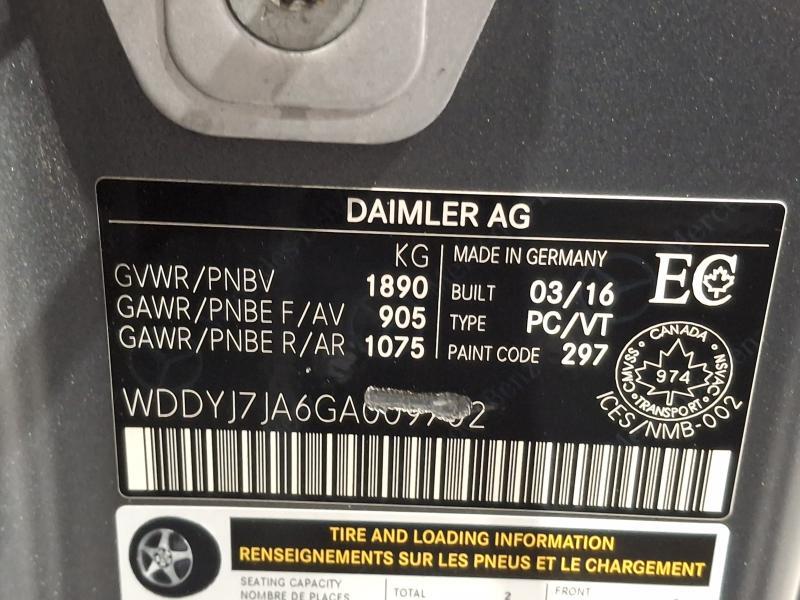 DAIMLER AG
KG
GVWR/PNBV 1890
GAWR/PNBE F/AV 905
GAWR/PNBE R/AR 1075
MADE IN GERMANY
BUILT 03/16
TYPE PC/VT
PAINT CODE 297
EC
CANADA
CMVSS NSVAC
974
TRANSPORT
ICES/NMB-002
TIRE AND LOADING INFORMATION
RENSEIGNEMENTS SUR LES PNEUS ET LE CHARGEMENT
SEATING CAPACITY
NOMBRE DE PLACES
TOTAL 2
FRONT